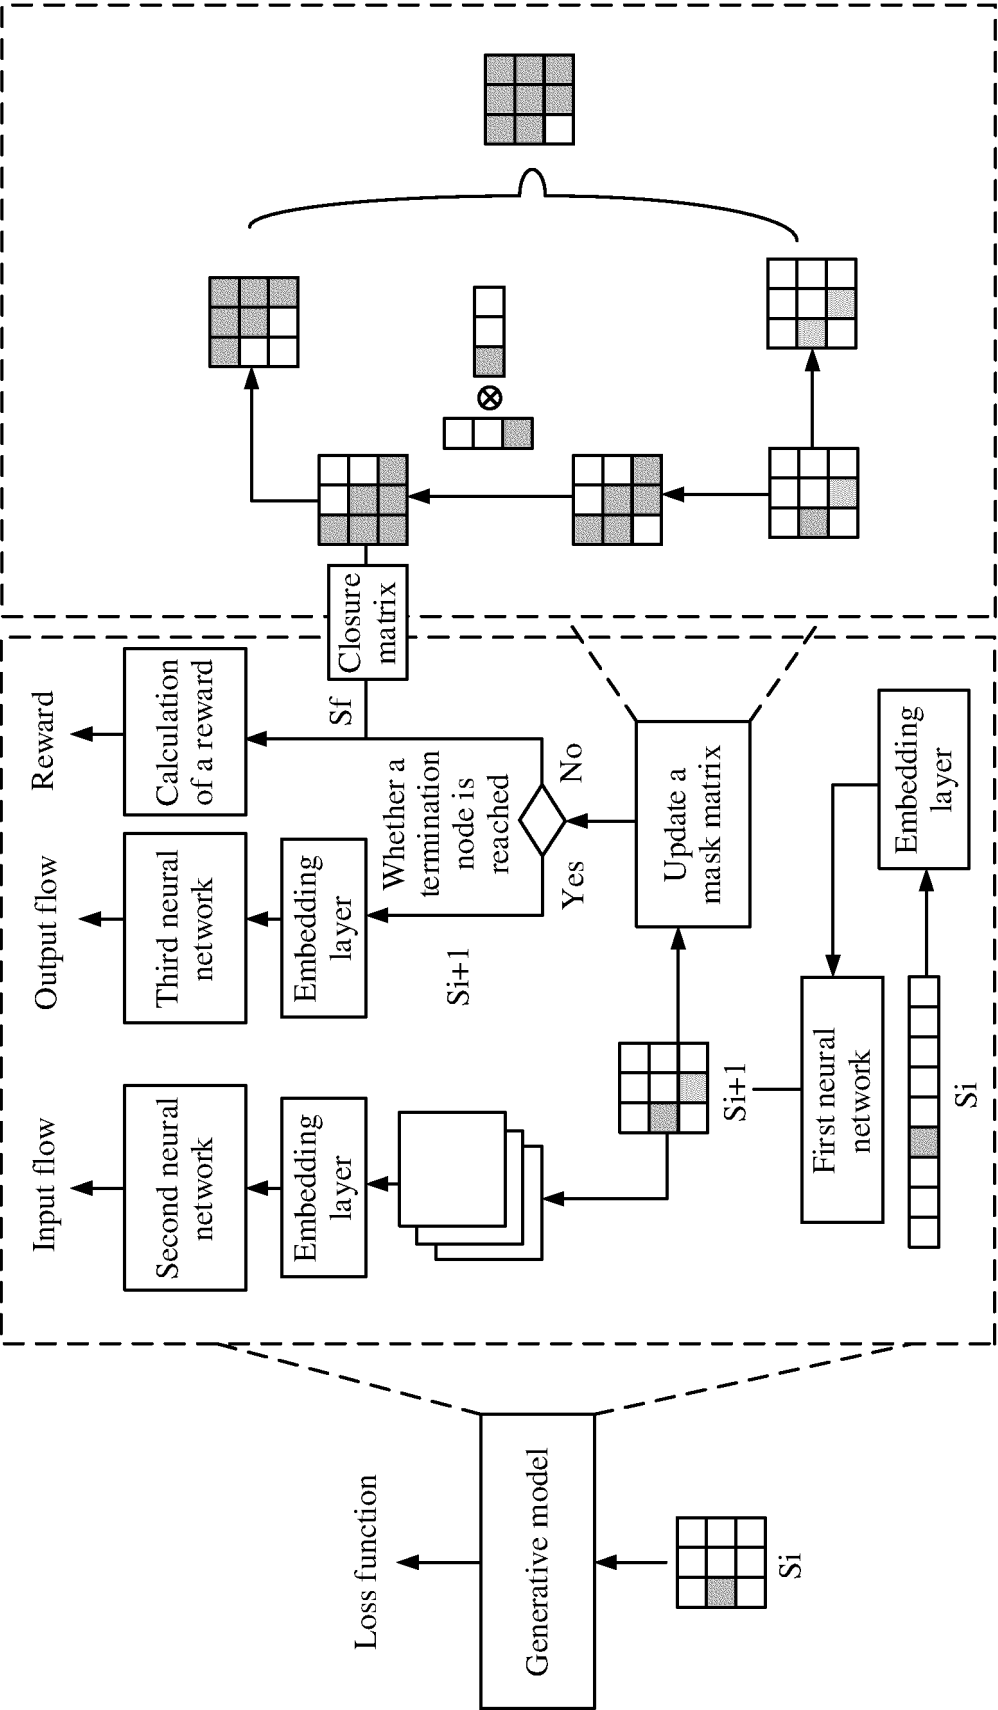 Loss function
Generative model
Si
Input flow
Output flow
Reward
Second neural
network
Third neural
network
Calculation
of a reward
Embedding
layer
Embedding
layer
Whether a
termination
node is
reached
Sf
Closure
matrix
Si+1
Yes
No
Si+1
Update a
mask matrix
First neural
network
Embedding
layer
Si